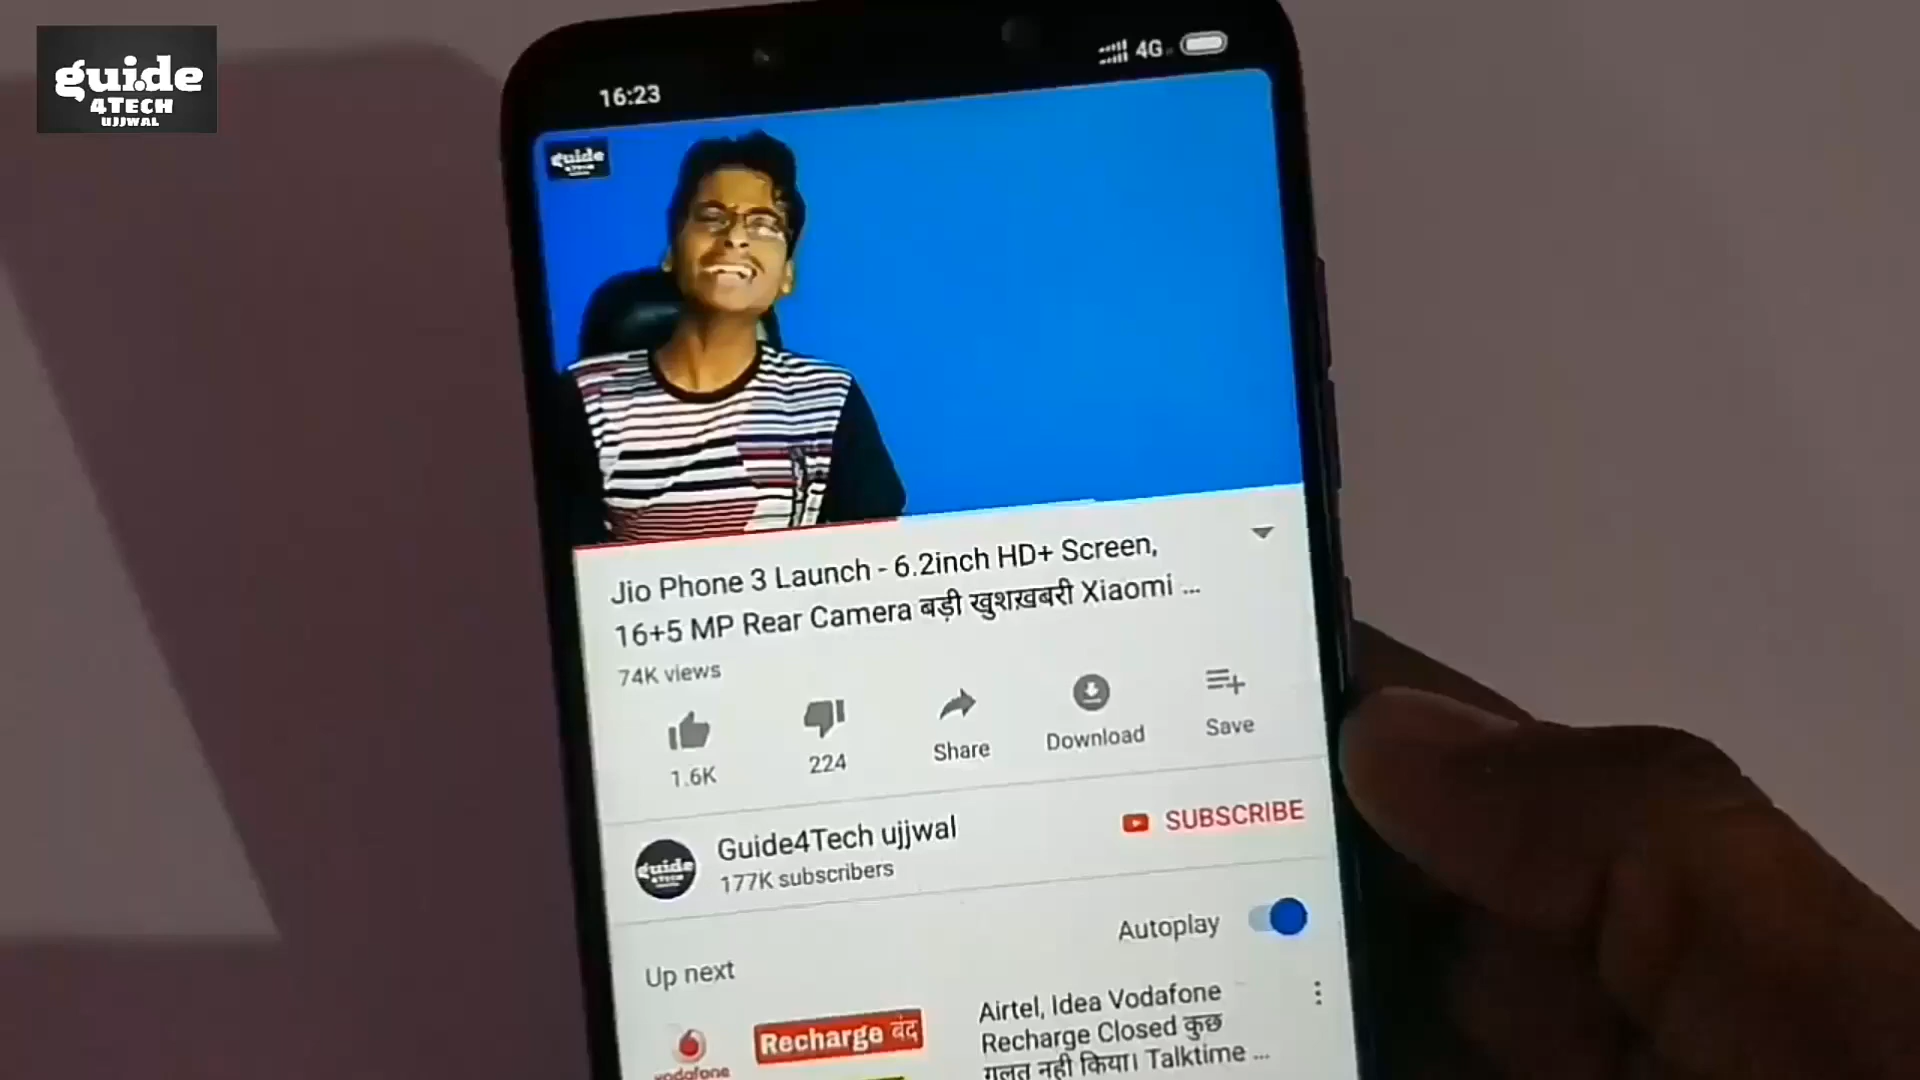 guide
4TECH
UJJWAL
16:23
4G
guide
Jio Phone 3 Launch - 6.2inch HD+ Screen,
16+5 MP Rear Camera बड़ी खुशख़बरी Xiaomi ...
74K views
1.6K
224
Share
Download
Save
Guide4Tech ujjwal
177K subscribers
SUBSCRIBE
guide
Autoplay
Up next
Airtel, Idea Vodafone
Recharge Closed कुछ
गलत नही किया। Talktime ...
Recharge बंद
vodafone